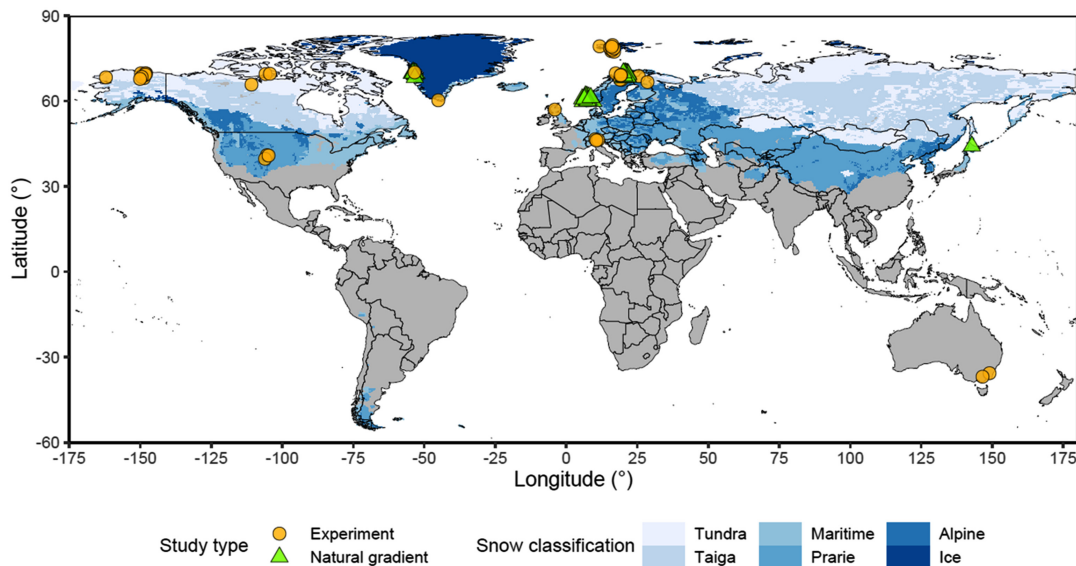 90
60
30
0
-30
-60
Latitude (°)
-175 -150 -125 -100 -75 -50 -25 0 25 50 75 100 125 150 175
Longitude (°)
Study type
Experiment
Natural gradient
Snow classification
Tundra Maritime Alpine
Taiga Prarie Ice